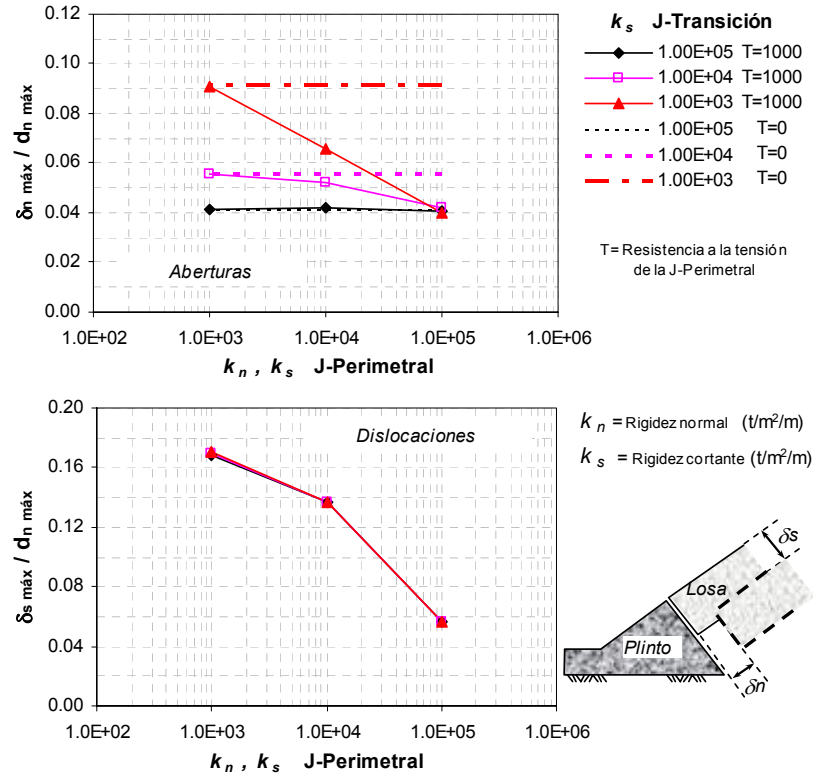 0.12
0.10
0.08
0.06
0.04
0.02
0.00
δn máx / dn máx
Aberturas
1.0E+02 1.0E+03 1.0E+04 1.0E+05 1.0E+06
kn , ks J-Perimetral
ks J-Transición
1.00E+05 T=1000
1.00E+04 T=1000
1.00E+03 T=1000
1.00E+05 T=0
1.00E+04 T=0
1.00E+03 T=0
T= Resistencia a la tensión
de la J-Perimetral
0.20
0.16
0.12
0.08
0.04
0.00
δs máx / dn máx
Dislocaciones
1.0E+02 1.0E+03 1.0E+04 1.0E+05 1.0E+06
kn , ks J-Perimetral
kn = Rigidez normal (t/m²/m)
ks = Rigidez cortante (t/m²/m)
δs
Losa
Plinto
δn